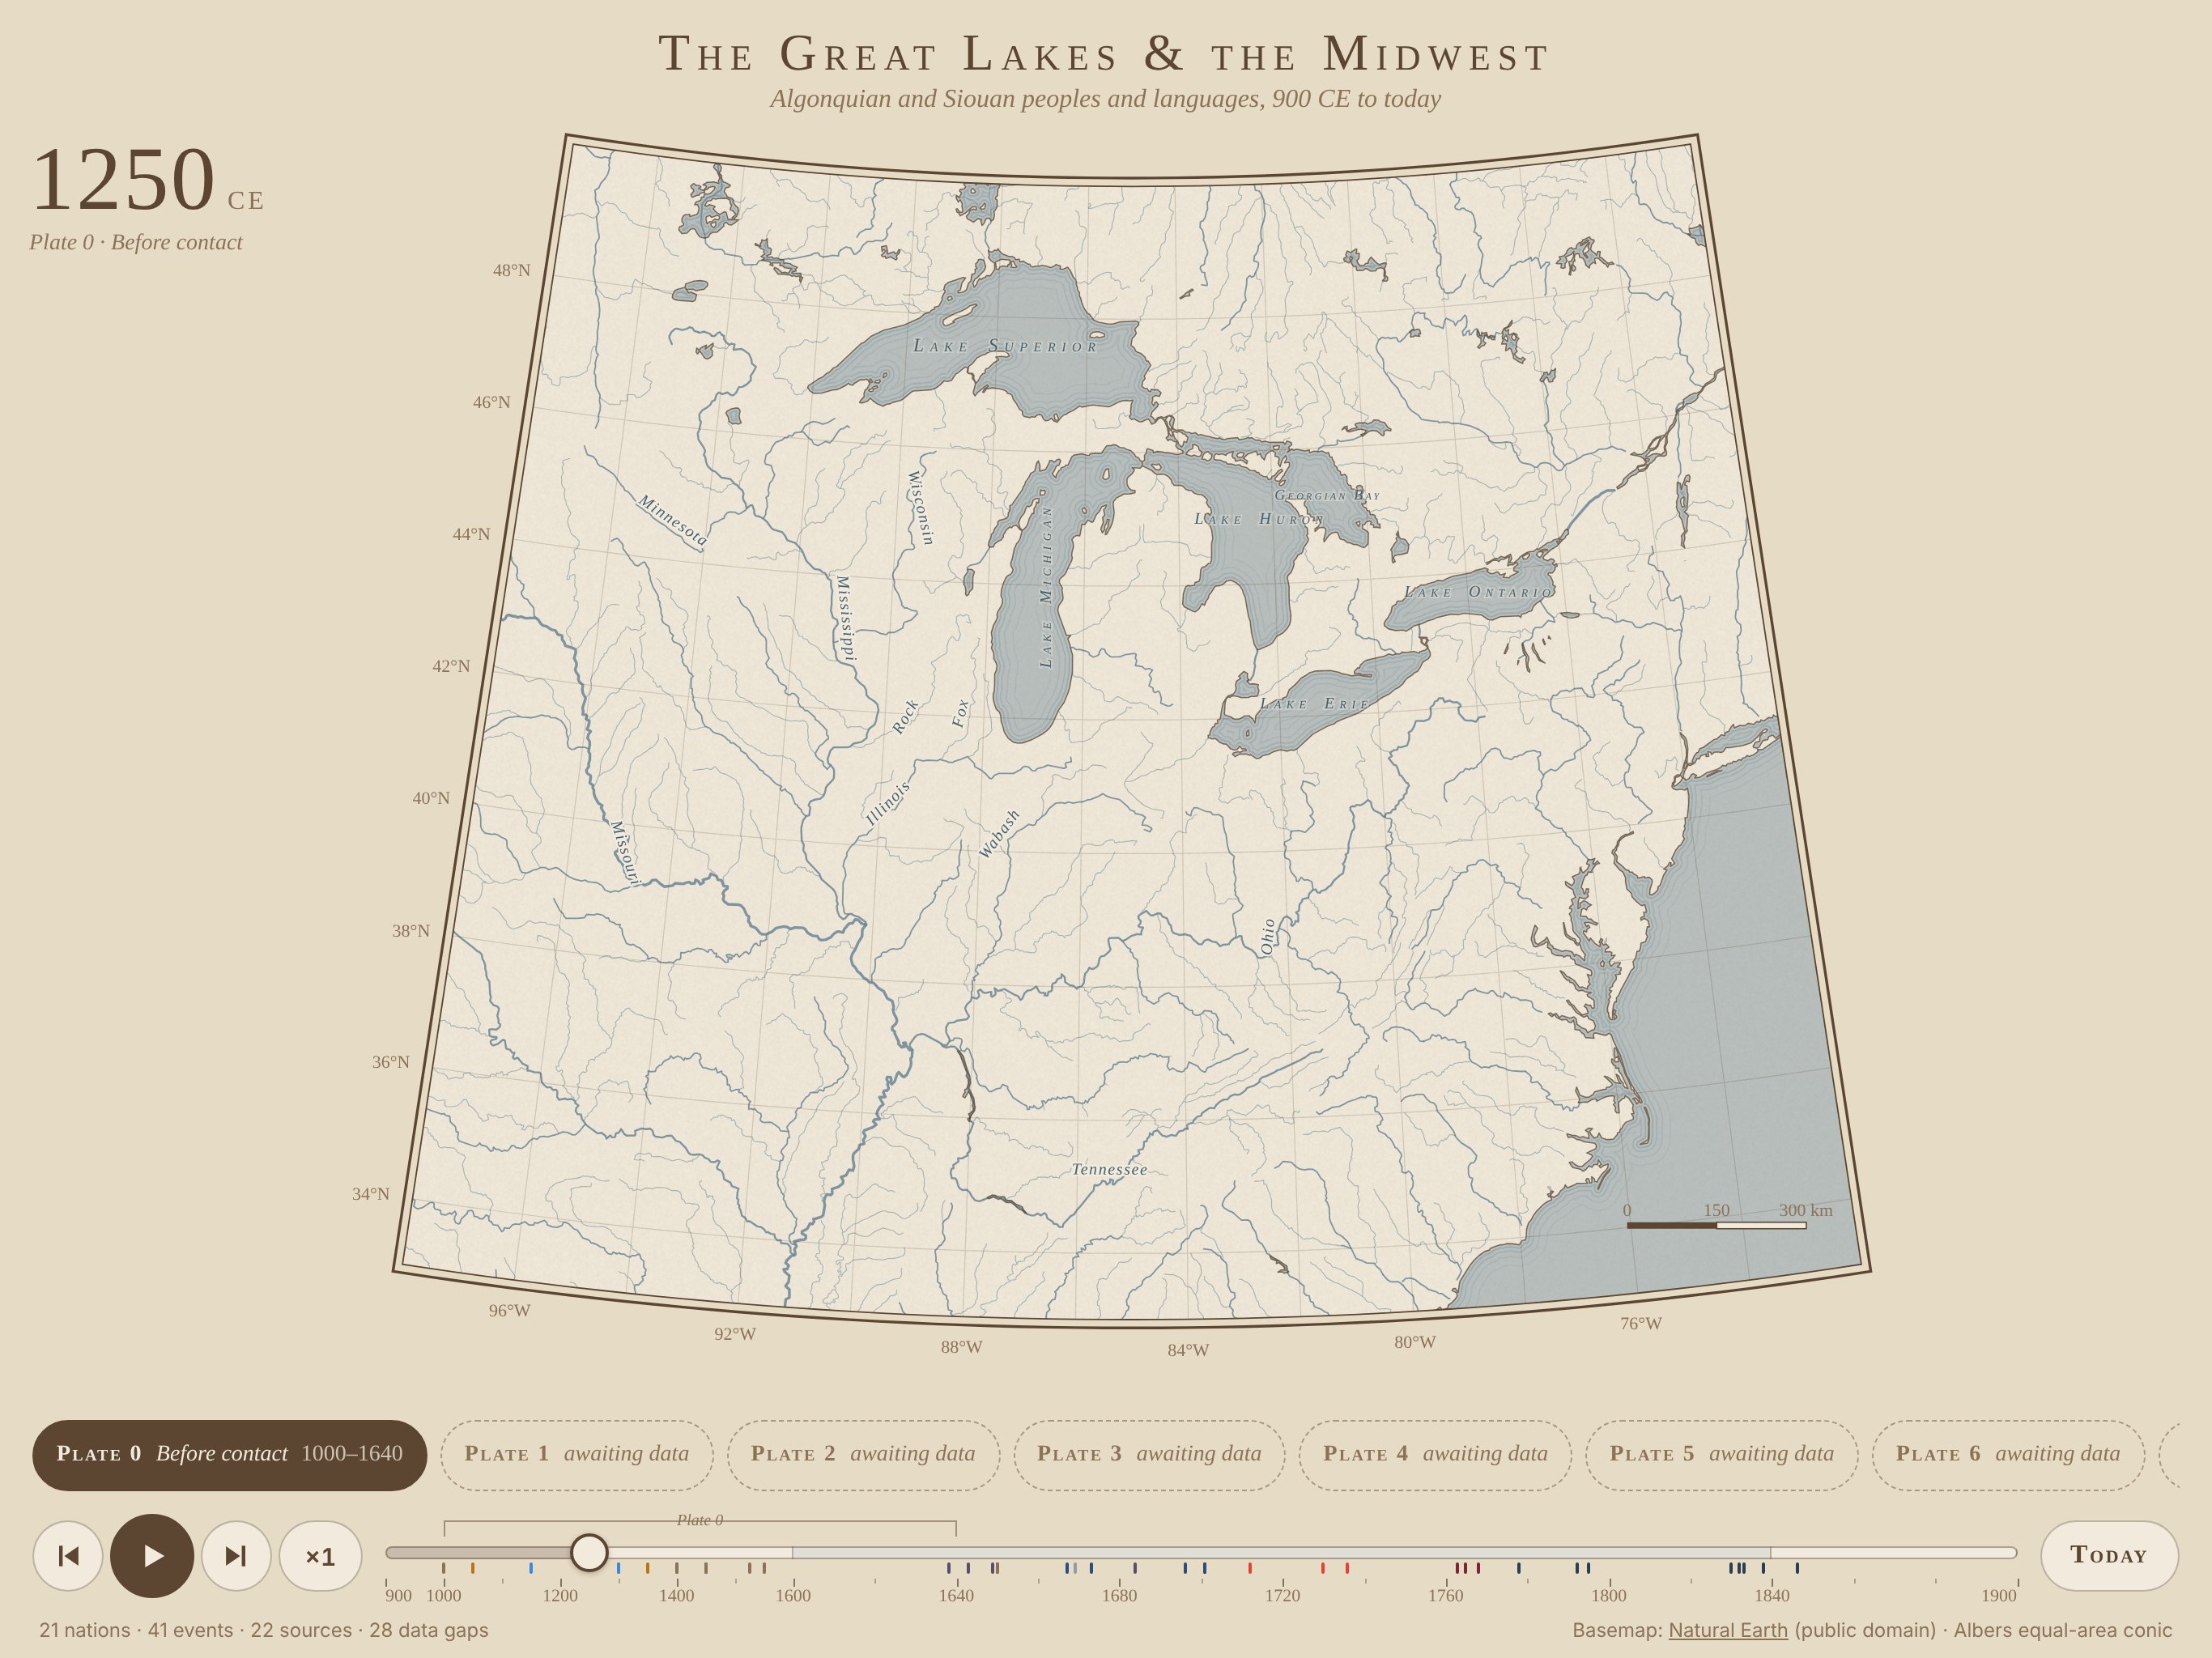 The Great Lakes & the Midwest
Algonquian and Siouan peoples and languages, 900 CE to today
1250 CE
Plate 0 · Before contact
48°N
46°N
44°N
42°N
40°N
38°N
36°N
34°N
96°W
92°W
88°W
84°W
80°W
76°W
Lake Superior
Georgian Bay
Lake Huron
Lake Michigan
Lake Ontario
Lake Erie
Minnesota
Wisconsin
Mississippi
Rock
Fox
Illinois
Wabash
Missouri
Ohio
Tennessee
0 150 300 km
Plate 0 Before contact 1000–1640
Plate 1 awaiting data
Plate 2 awaiting data
Plate 3 awaiting data
Plate 4 awaiting data
Plate 5 awaiting data
Plate 6 awaiting data
Plate 0
×1
Today
900 1000 1200 1400 1600 1640 1680 1720 1760 1800 1840 1900
21 nations · 41 events · 22 sources · 28 data gaps
Basemap: Natural Earth (public domain) · Albers equal-area conic